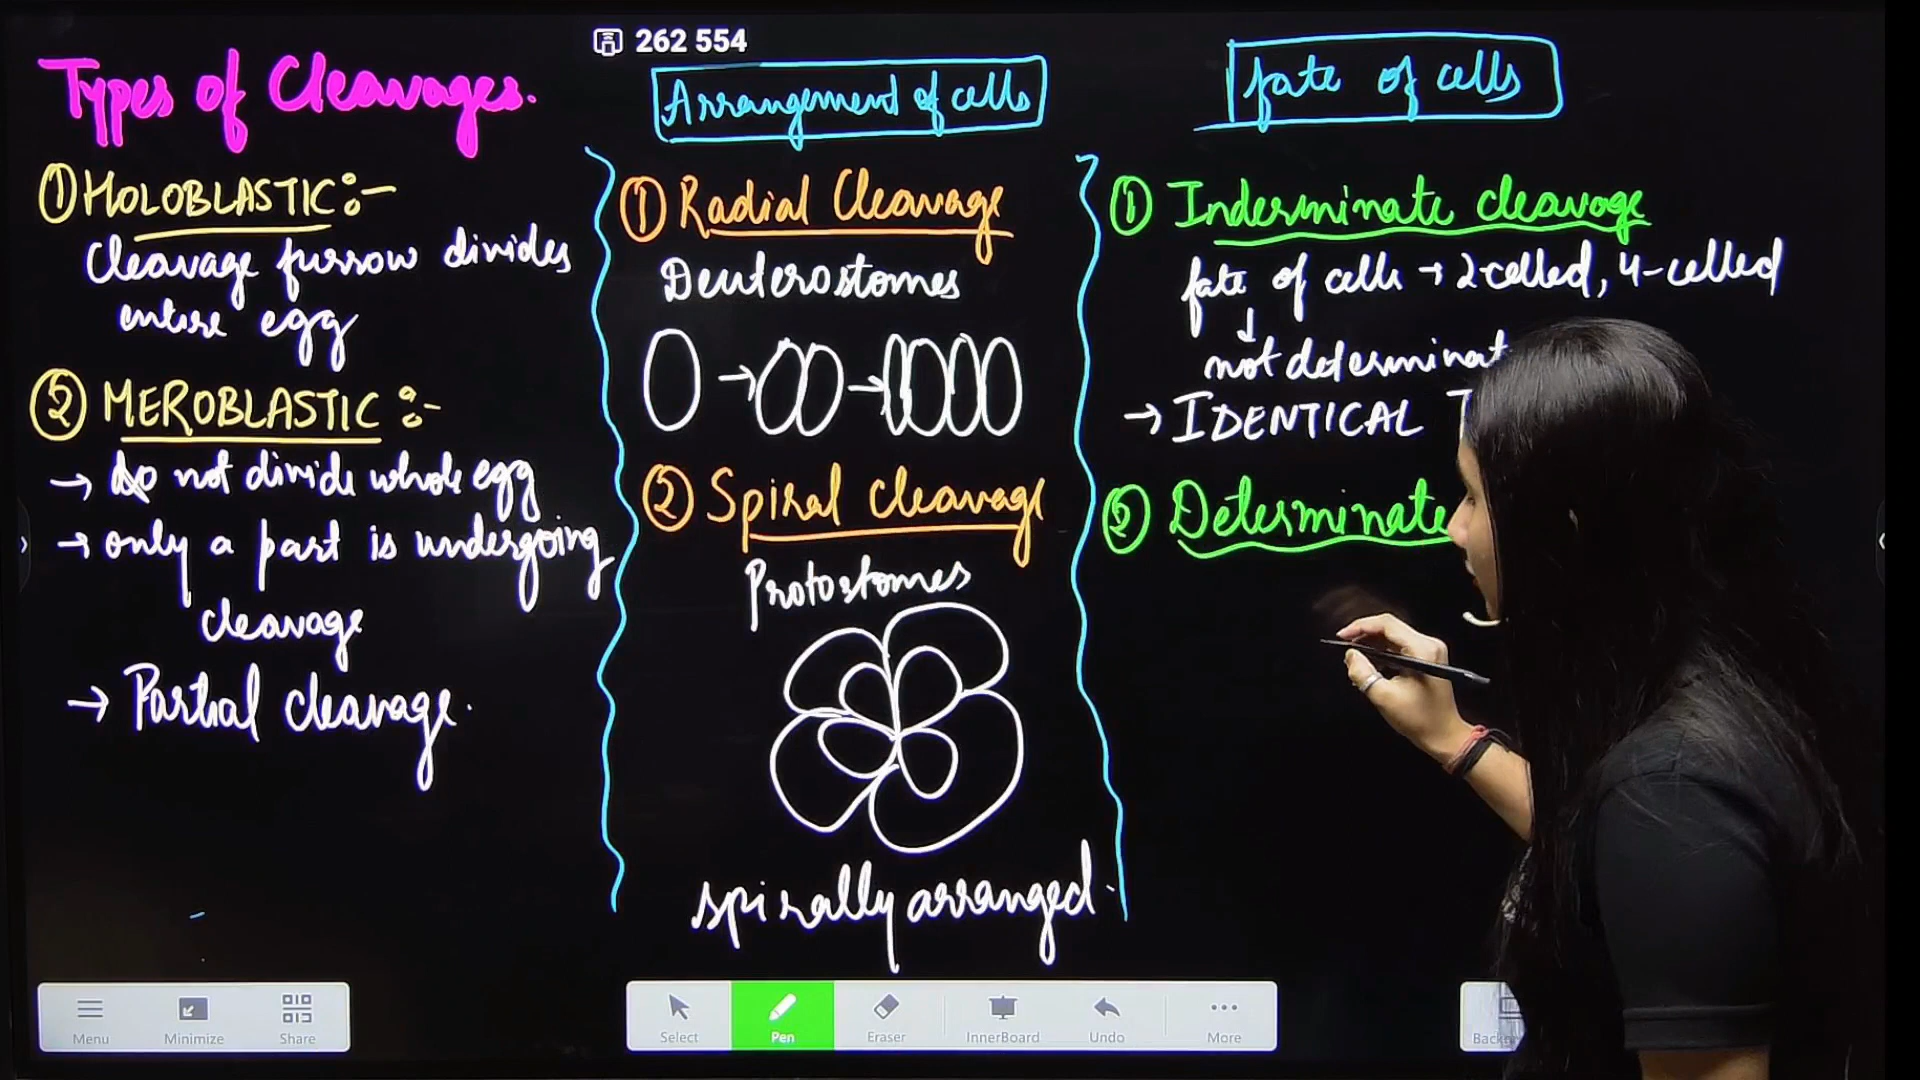 262 554
Types of Cleavages.
① HOLOBLASTIC :-
Cleavage furrow divides
entire egg
② MEROBLASTIC :-
→ do not divide whole egg
→ only a part is undergoing
cleavage
→ Partial cleavage.
Arrangement of cells
① Radial Cleavage
Deuterostomes
② Spiral cleavage
Protostomes
spirally arranged.
fate of cells
① Inderminate cleavage
fate of cells → 2-celled, 4-celled
↓
not determinat
→ IDENTICAL T
② Determinate
Menu
Minimize
Share
Select
Pen
Eraser
InnerBoard
Undo
More